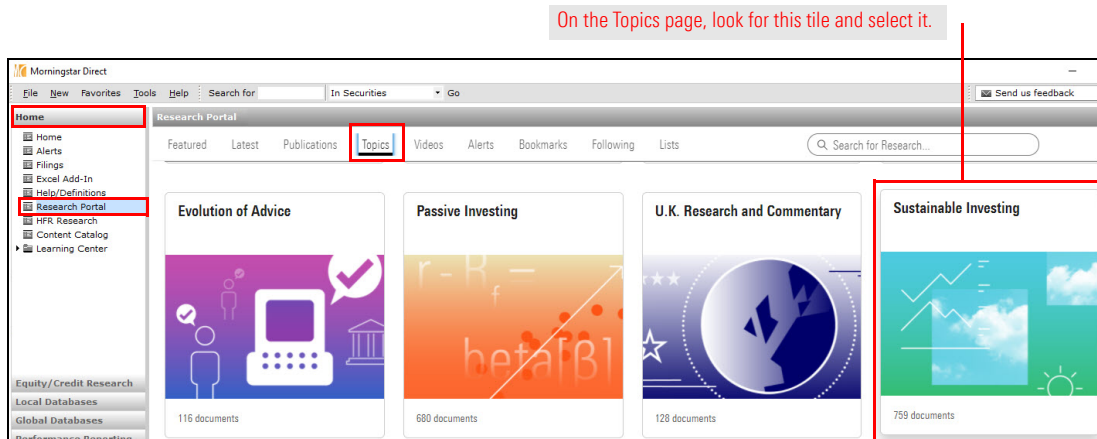 On the Topics page, look for this tile and select it.
Morningstar Direct
File New Favorites Tools Help Search for In Securities Go Send us feedback
Home
Home
Alerts
Filings
Excel Add-In
Help/Definitions
Research Portal
HFR Research
Content Catalog
Learning Center
Equity/Credit Research
Local Databases
Global Databases
Performance Reporting
Research Portal
Featured Latest Publications Topics Videos Alerts Bookmarks Following Lists Search for Research...
Evolution of Advice
116 documents
Passive Investing
r - R f
beta[β]
680 documents
U.K. Research and Commentary
128 documents
Sustainable Investing
759 documents